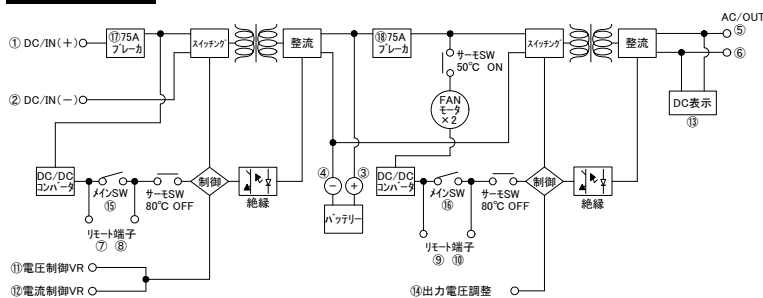 AC/OUT
① DC/IN(+)
⑰75A
ブレーカ
スイッチング
整流
⑱75A
ブレーカ
サーモSW
50℃ ON
スイッチング
整流
⑤
⑥
② DC/IN(−)
FAN
モータ
×2
DC表示
⑬
DC/DC
コンバータ
メインSW
⑮
サーモSW
80℃ OFF
制御
絶縁
④
−
③
+
バッテリー
DC/DC
コンバータ
メインSW
⑯
サーモSW
80℃ OFF
制御
絶縁
リモート端子
⑦ ⑧
リモート端子
⑨ ⑩
⑪電圧制御VR
⑫電流制御VR
⑭出力電圧調整